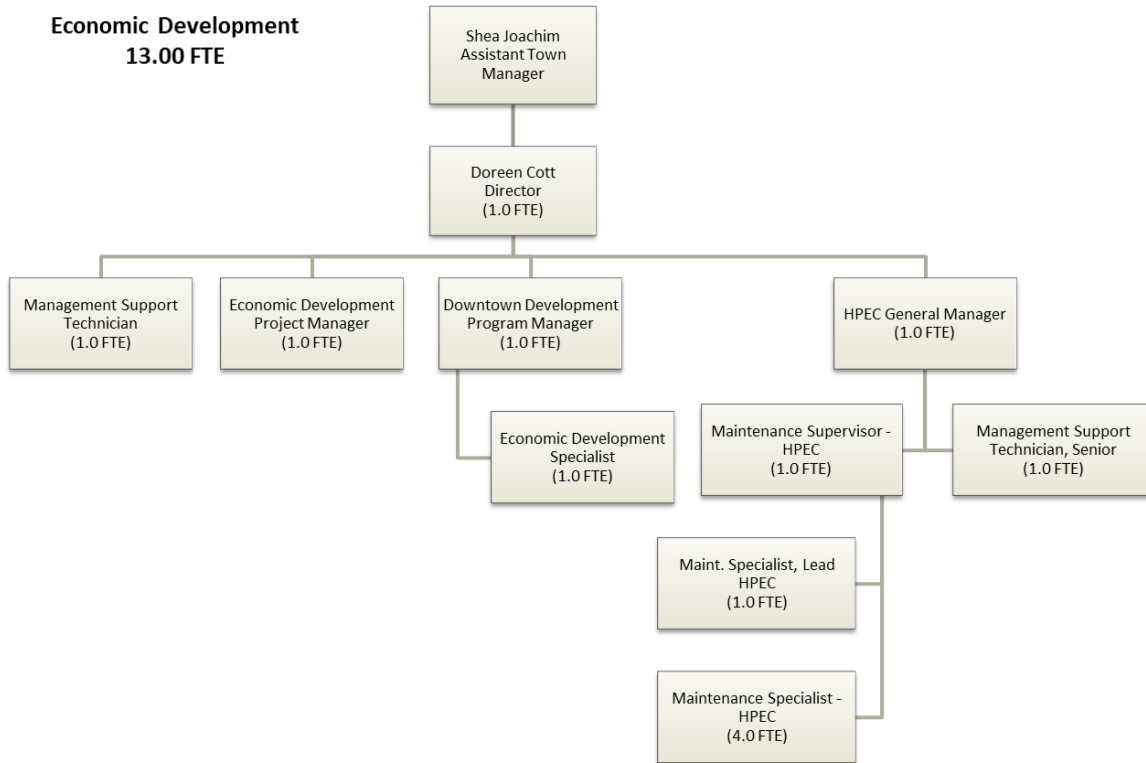 Economic Development
13.00 FTE
Shea Joachim
Assistant Town
Manager
Doreen Cott
Director
(1.0 FTE)
Management Support
Technician
(1.0 FTE)
Economic Development
Project Manager
(1.0 FTE)
Downtown Development
Program Manager
(1.0 FTE)
HPEC General Manager
(1.0 FTE)
Economic Development
Specialist
(1.0 FTE)
Maintenance Supervisor -
HPEC
(1.0 FTE)
Management Support
Technician, Senior
(1.0 FTE)
Maint. Specialist, Lead
HPEC
(1.0 FTE)
Maintenance Specialist -
HPEC
(4.0 FTE)